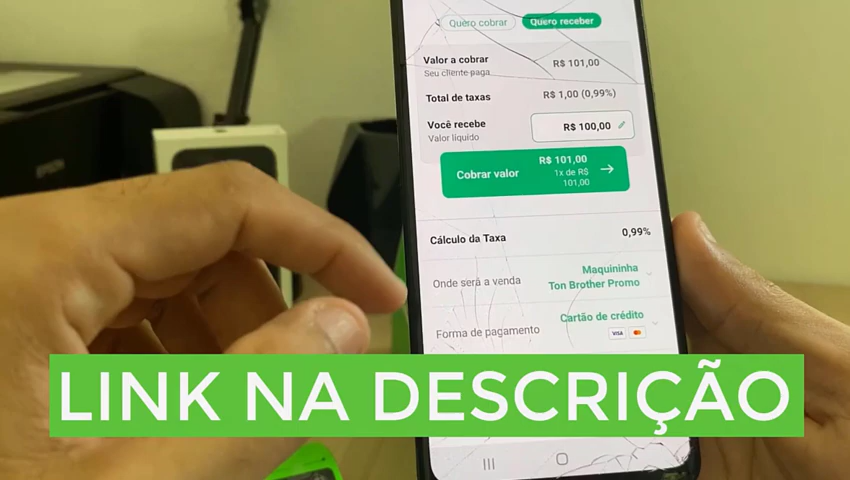 Quero cobrar
Quero receber
Valor a cobrar
R$ 101,00
Seu cliente paga
Total de taxas
R$ 1,00 (0,99%)
Você recebe
R$ 100,00
Valor líquido
Cobrar valor
R$ 101,00
1x de R$
101,00
Cálculo da Taxa
0,99%
Onde será a venda
Maquininha
Ton Brother Promo
Forma de pagamento
Cartão de crédito
VISA
LINK NA DESCRIÇÃO
EPSON